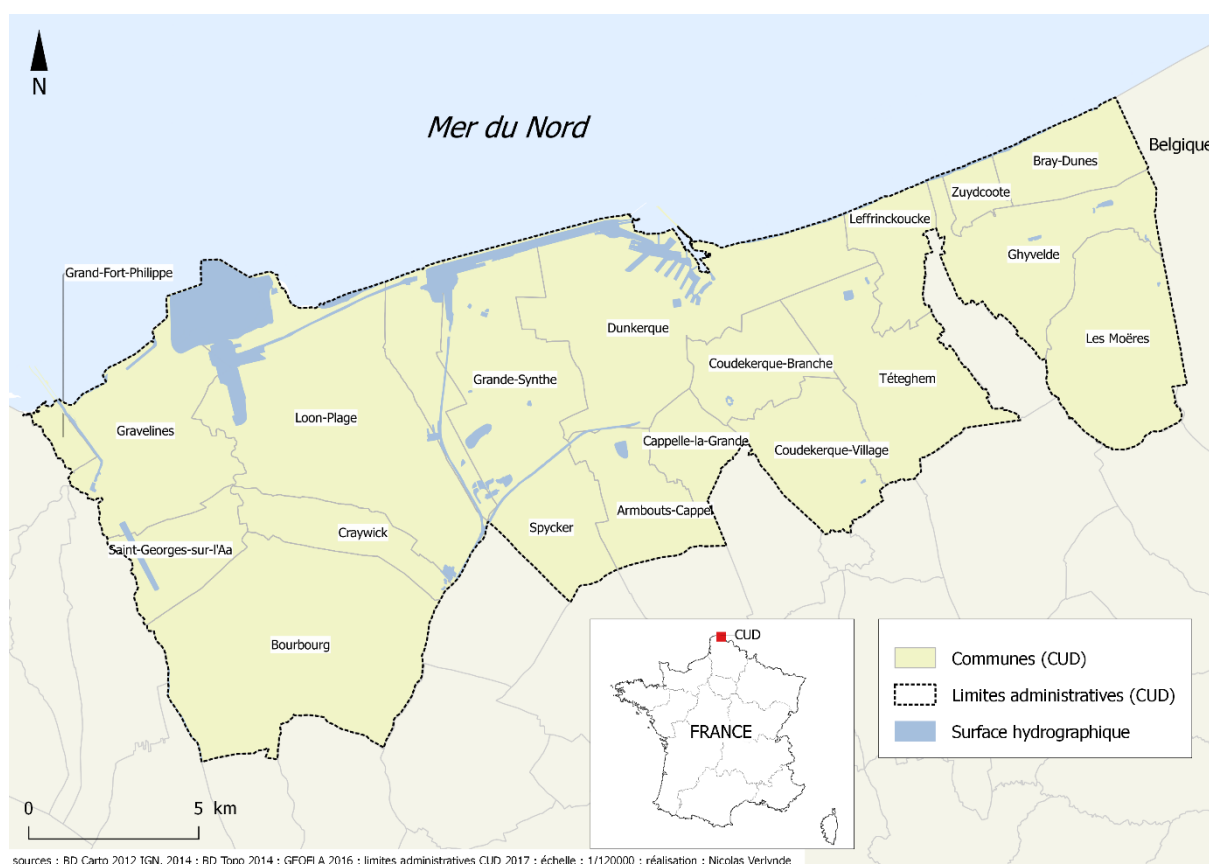 N
Mer du Nord
Belgique
Bray-Dunes
Zuydcoote
Leffrinckoucke
Ghyvelde
Grand-Fort-Philippe
Dunkerque
Les Moëres
Coudekerque-Branche
Grande-Synthe
Téteghem
Loon-Plage
Gravelines
Cappelle-la-Grande
Coudekerque-Village
Armbouts-Cappel
Spycker
Craywick
Saint-Georges-sur-l'Aa
Bourbourg
CUD
FRANCE
Communes (CUD)
Limites administratives (CUD)
Surface hydrographique
0 5 km
sources : BD Carto 2012 IGN, 2014 ; BD Topo 2014 ; GEOFLA 2016 ; limites administratives CUD 2017 ; échelle : 1/120000 ; réalisation : Nicolas Verlynde